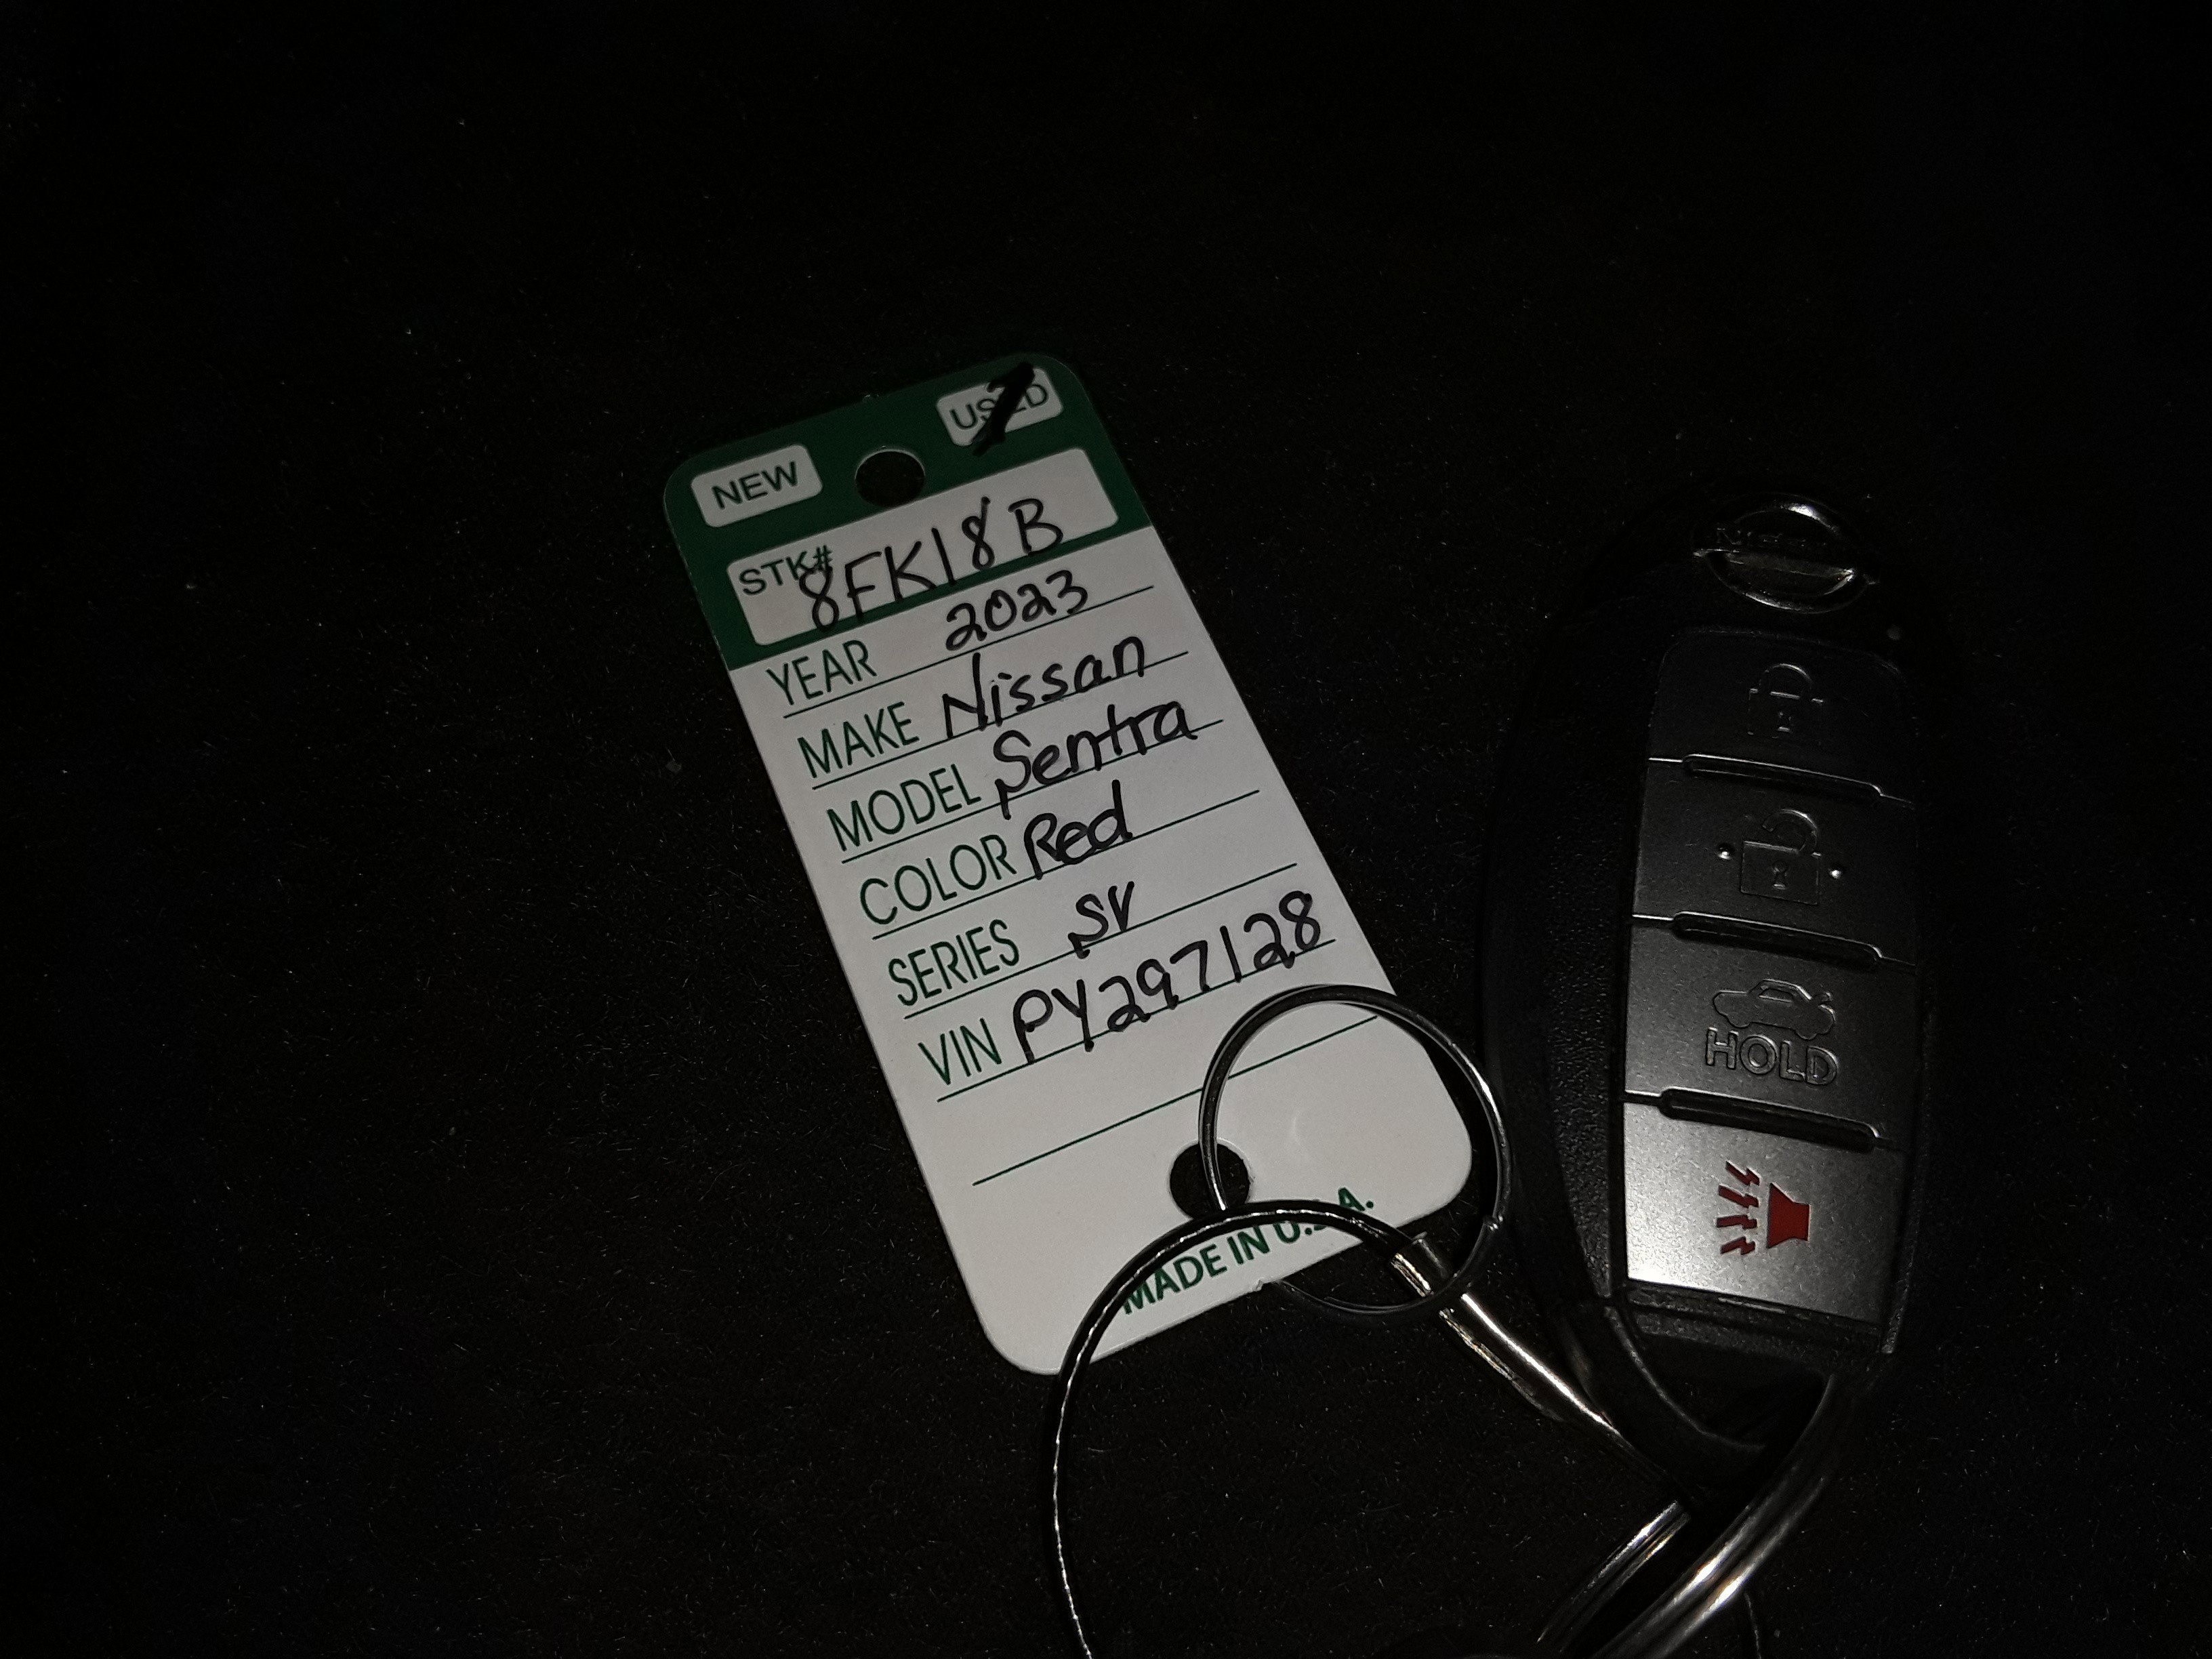 NEW USED
STK# 8FK18B
YEAR 2023
MAKE Nissan
MODEL Sentra
COLOR Red
SERIES SV
VIN PY297128
MADE IN U.S.A.
NISSAN
HOLD